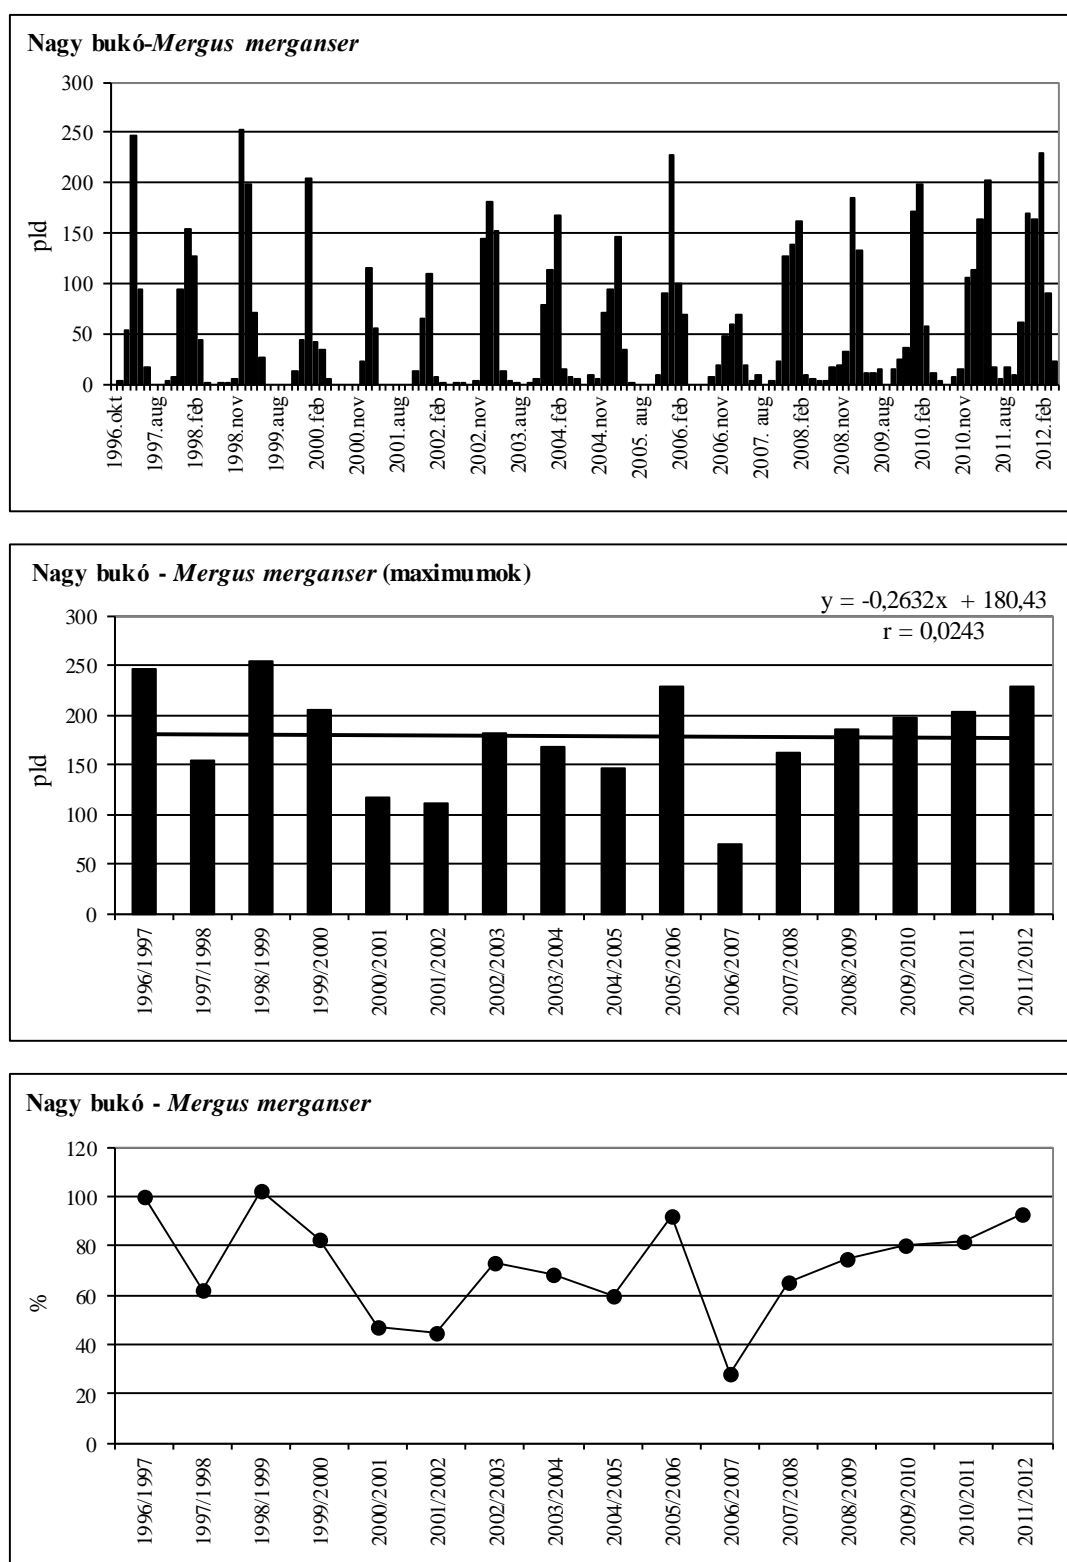 Nagy bukó-Mergus merganser
300
250
200
150
100
50
0
pld
1996.okt
1997.aug
1998.feb
1998.nov
1999.aug
2000.feb
2000.nov
2001.aug
2002.feb
2002.nov
2003.aug
2004.feb
2004.nov
2005. aug
2006.feb
2006.nov
2007. aug
2008.feb
2008.nov
2009.aug
2010.feb
2010.nov
2011.aug
2012.feb
Nagy bukó - Mergus merganser (maximumok)
y = -0,2632x + 180,43
r = 0,0243
300
250
200
150
100
50
0
pld
1996/1997
1997/1998
1998/1999
1999/2000
2000/2001
2001/2002
2002/2003
2003/2004
2004/2005
2005/2006
2006/2007
2007/2008
2008/2009
2009/2010
2010/2011
2011/2012
Nagy bukó - Mergus merganser
120
100
80
60
40
20
0
%
1996/1997
1997/1998
1998/1999
1999/2000
2000/2001
2001/2002
2002/2003
2003/2004
2004/2005
2005/2006
2006/2007
2007/2008
2008/2009
2009/2010
2010/2011
2011/2012